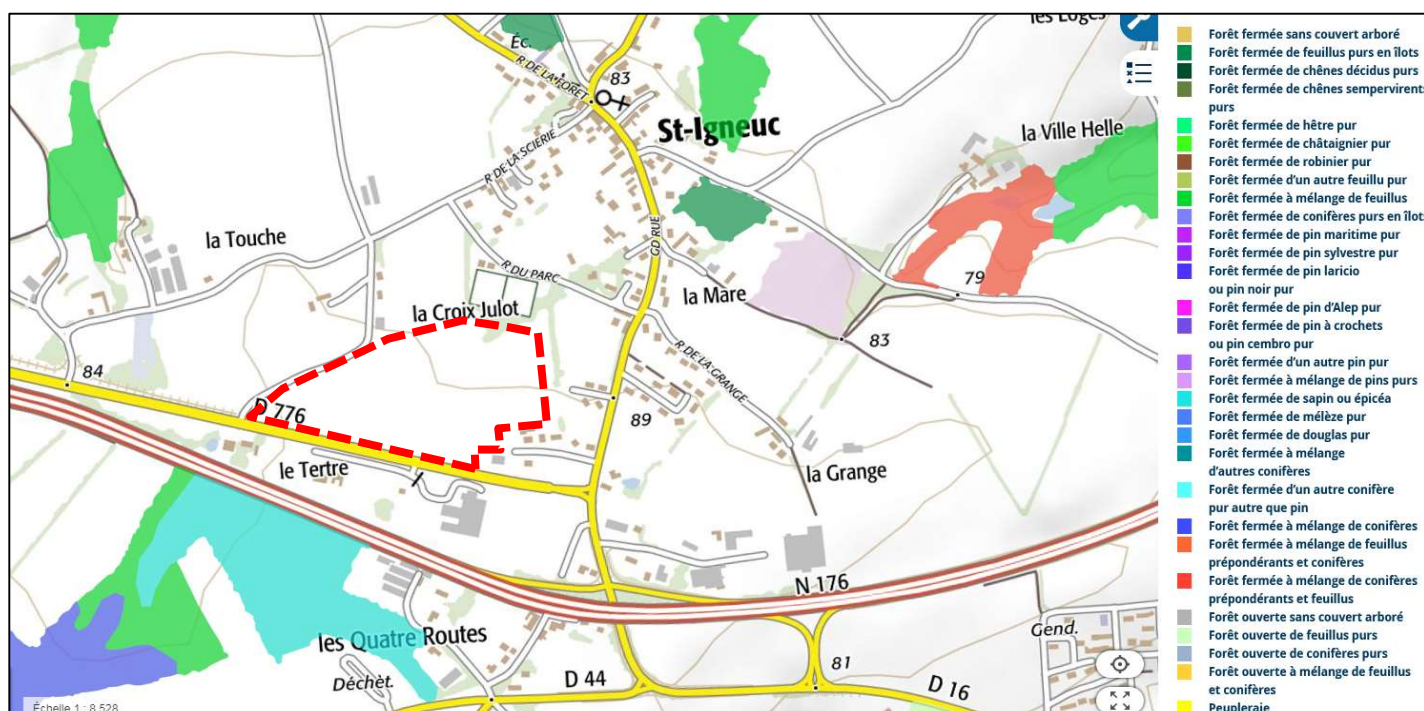 les Loges
Éc.
R DE LA FORET
83
St-Igneuc
la Ville Helle
R DE LA SCIERIE
la Touche
GD RUE
R DU PARC
la Mare
79
la Croix Julot
83
R DE LA GRANGE
84
D 776
89
le Tertre
la Grange
N 176
les Quatre Routes
Gend.
Déchèt.
D 44
81
D 16
Échelle 1 : 8 528
Forêt fermée sans couvert arboré
Forêt fermée de feuillus purs en îlots
Forêt fermée de chênes décidus purs
Forêt fermée de chênes sempervirents
purs
Forêt fermée de hêtre pur
Forêt fermée de châtaignier pur
Forêt fermée de robinier pur
Forêt fermée d'un autre feuillu pur
Forêt fermée à mélange de feuillus
Forêt fermée de conifères purs en îlots
Forêt fermée de pin maritime pur
Forêt fermée de pin sylvestre pur
Forêt fermée de pin laricio
ou pin noir pur
Forêt fermée de pin d'Alep pur
Forêt fermée de pin à crochets
ou pin cembro pur
Forêt fermée d'un autre pin pur
Forêt fermée à mélange de pins purs
Forêt fermée de sapin ou épicéa
Forêt fermée de mélèze pur
Forêt fermée de douglas pur
Forêt fermée à mélange
d'autres conifères
Forêt fermée d'un autre conifère
pur autre que pin
Forêt fermée à mélange de conifères
Forêt fermée à mélange de feuillus
prépondérants et conifères
Forêt fermée à mélange de conifères
prépondérants et feuillus
Forêt ouverte sans couvert arboré
Forêt ouverte de feuillus purs
Forêt ouverte de conifères purs
Forêt ouverte à mélange de feuillus
et conifères
Peupleraie